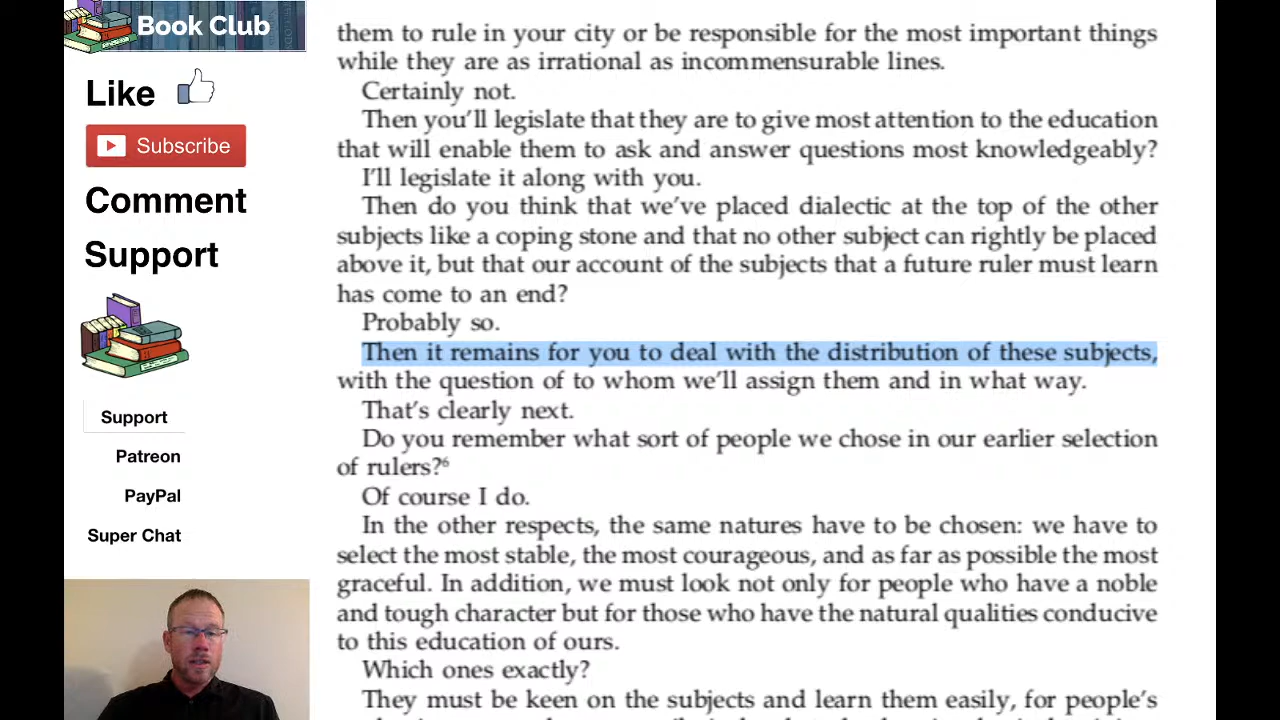 Book Club
Like
Subscribe
Comment
Support
Support
Patreon
PayPal
Super Chat
them to rule in your city or be responsible for the most important things
while they are as irrational as incommensurable lines.
Certainly not.
Then you'll legislate that they are to give most attention to the education
that will enable them to ask and answer questions most knowledgeably?
I'll legislate it along with you.
Then do you think that we've placed dialectic at the top of the other
subjects like a coping stone and that no other subject can rightly be placed
above it, but that our account of the subjects that a future ruler must learn
has come to an end?
Probably so.
Then it remains for you to deal with the distribution of these subjects,
with the question of to whom we'll assign them and in what way.
That's clearly next.
Do you remember what sort of people we chose in our earlier selection
of rulers?⁶
Of course I do.
In the other respects, the same natures have to be chosen: we have to
select the most stable, the most courageous, and as far as possible the most
graceful. In addition, we must look not only for people who have a noble
and tough character but for those who have the natural qualities conducive
to this education of ours.
Which ones exactly?
They must be keen on the subjects and learn them easily, for people's